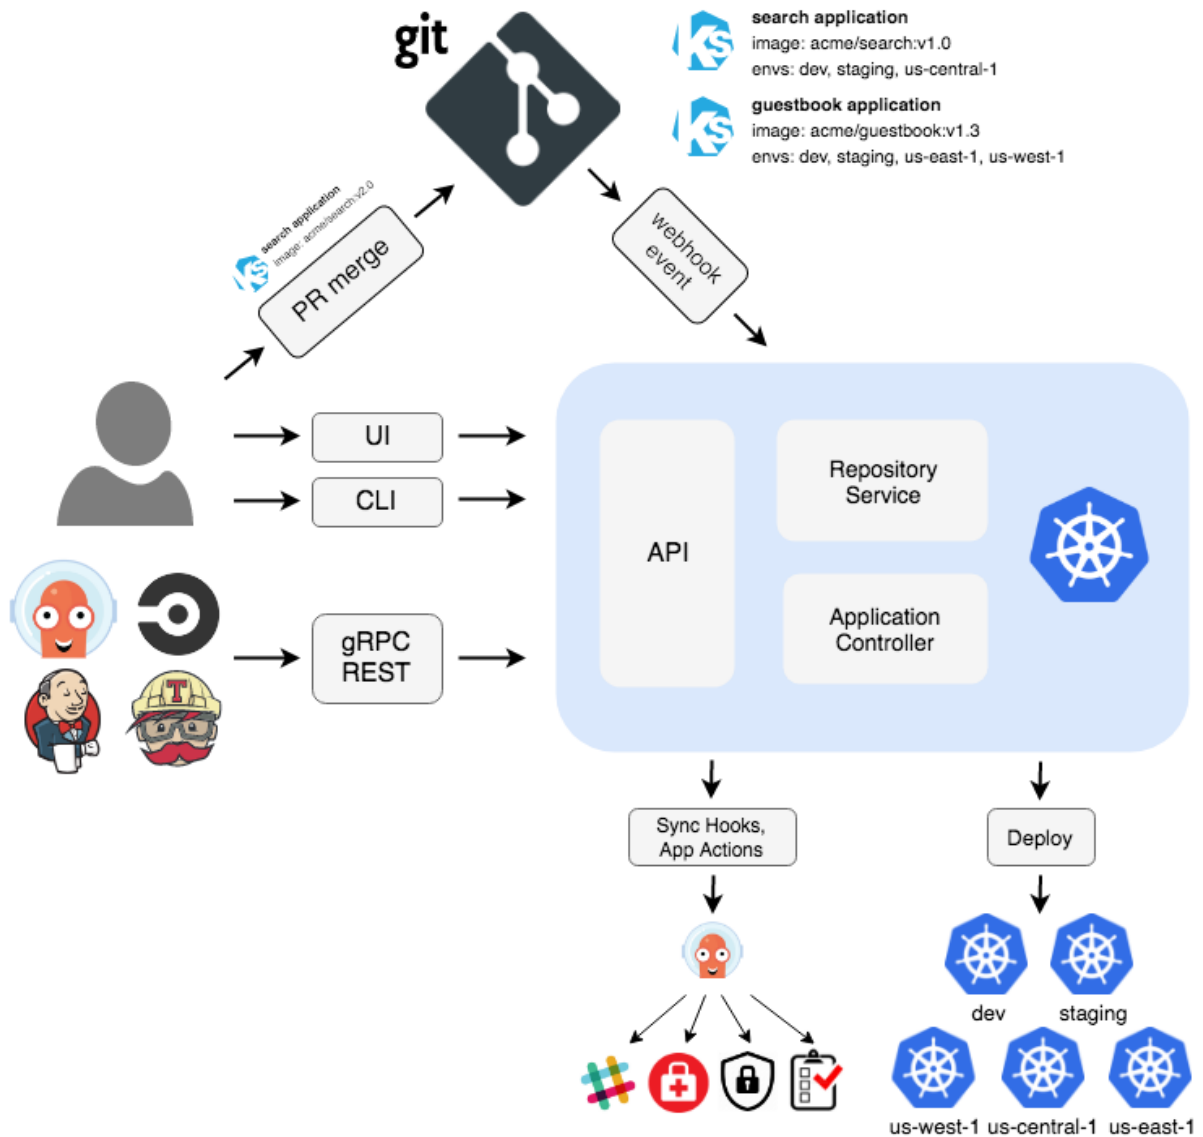 git
search application
image: acme/search:v1.0
envs: dev, staging, us-central-1
guestbook application
image: acme/guestbook:v1.3
envs: dev, staging, us-east-1, us-west-1
search application
image: acme/search:v2.0
PR merge
webhook
event
UI
CLI
gRPC
REST
API
Repository
Service
Application
Controller
Sync Hooks,
App Actions
Deploy
dev
staging
us-west-1
us-central-1
us-east-1
Ks
Ks
Ks
T